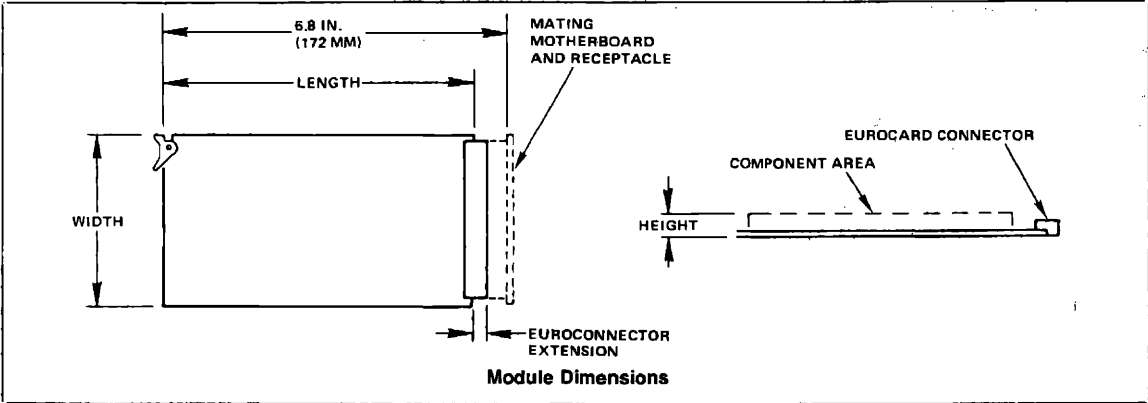 6.8 IN.
(172 MM)
LENGTH
MATING
MOTHERBOARD
AND RECEPTACLE
WIDTH
EUROCONNECTOR
EXTENSION
EUROCARD CONNECTOR
COMPONENT AREA
HEIGHT
Module Dimensions